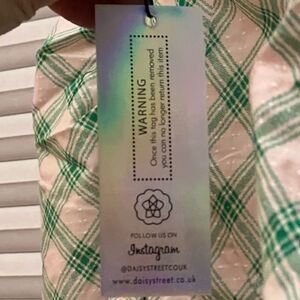 WARNING
Once this tag has been removed
you can no longer return this item
FOLLOW US ON
Instagram
@DAISYSTREETCOUK
www.daisystreet.co.uk